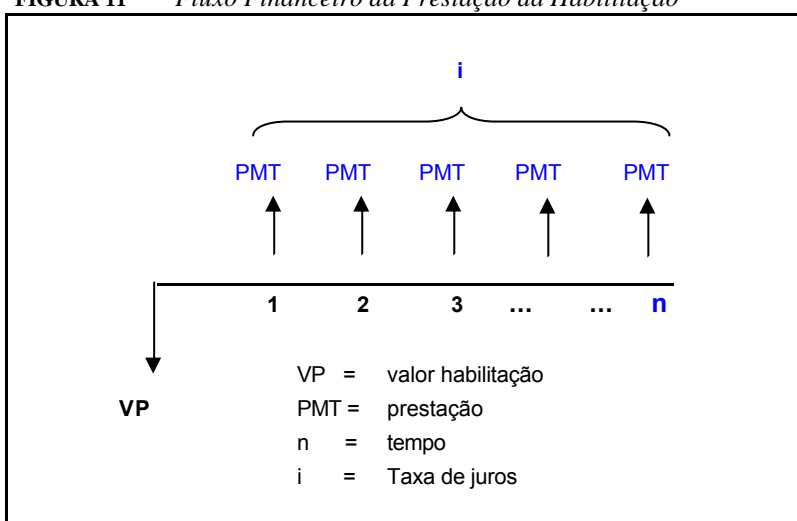 FIGURA 11 Fluxo Financeiro da Prestação da Habilitação
i
PMT PMT PMT PMT PMT
1 2 3 ... ... n
VP = valor habilitação
VP PMT = prestação
n = tempo
i = Taxa de juros